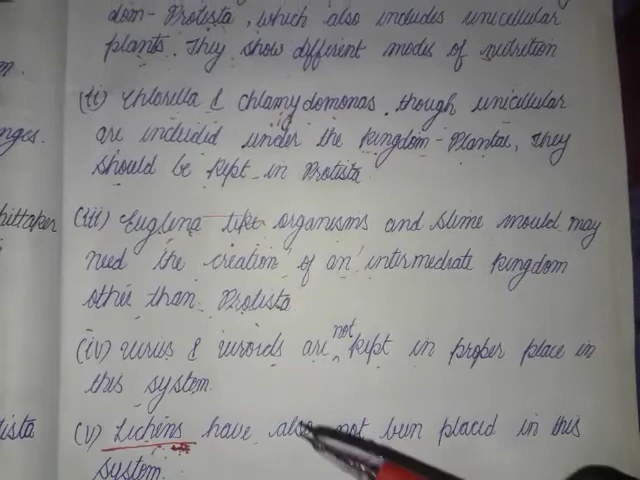 dom - Protista, which also includes unicellular
plants. They show different modes of nutrition
m.
(ii) Chlorella & chlamydomonas, though unicellular
are included under the kingdom - Plantae, They
nges.
should be kept in Protista
hittaker
(iii) Euglena like organisms and slime mould may
need the creation of an intermediate kingdom
other than Protista
(iv) virus & viroids are not kept in proper place in
this system.
ista
(v) Lichens have also not been placed in this
system.